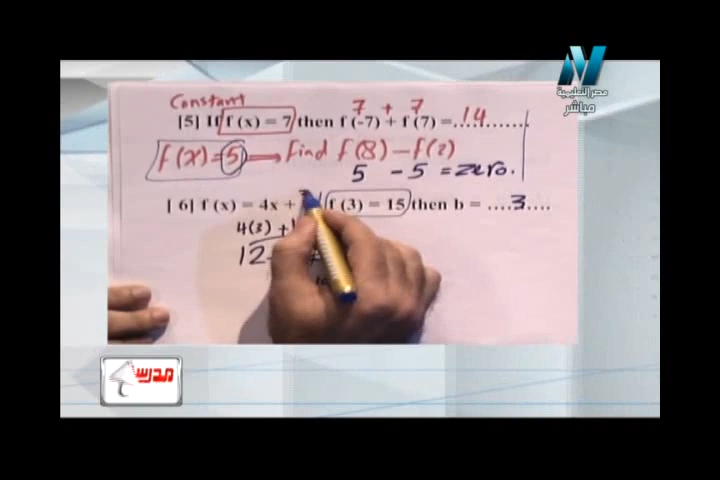 مصر التعليمية
مباشر
Constant
7 + 7
[5] If f (x) = 7 then f (-7) + f (7) = 14
f(x)=5 ⟹ Find f(8) - f(2)
5 - 5 = zero.
[ 6] f (x) = 4x + f (3) = 15 then b = ....3....
4(3) +
12
مدرس